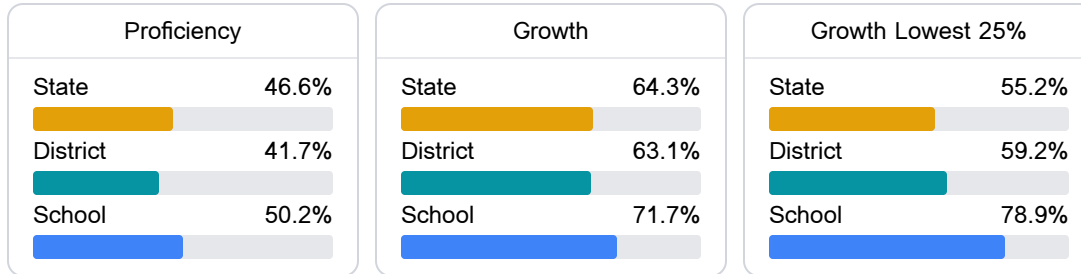 Proficiency
State 46.6%
District 41.7%
School 50.2%
Growth
State 64.3%
District 63.1%
School 71.7%
Growth Lowest 25%
State 55.2%
District 59.2%
School 78.9%